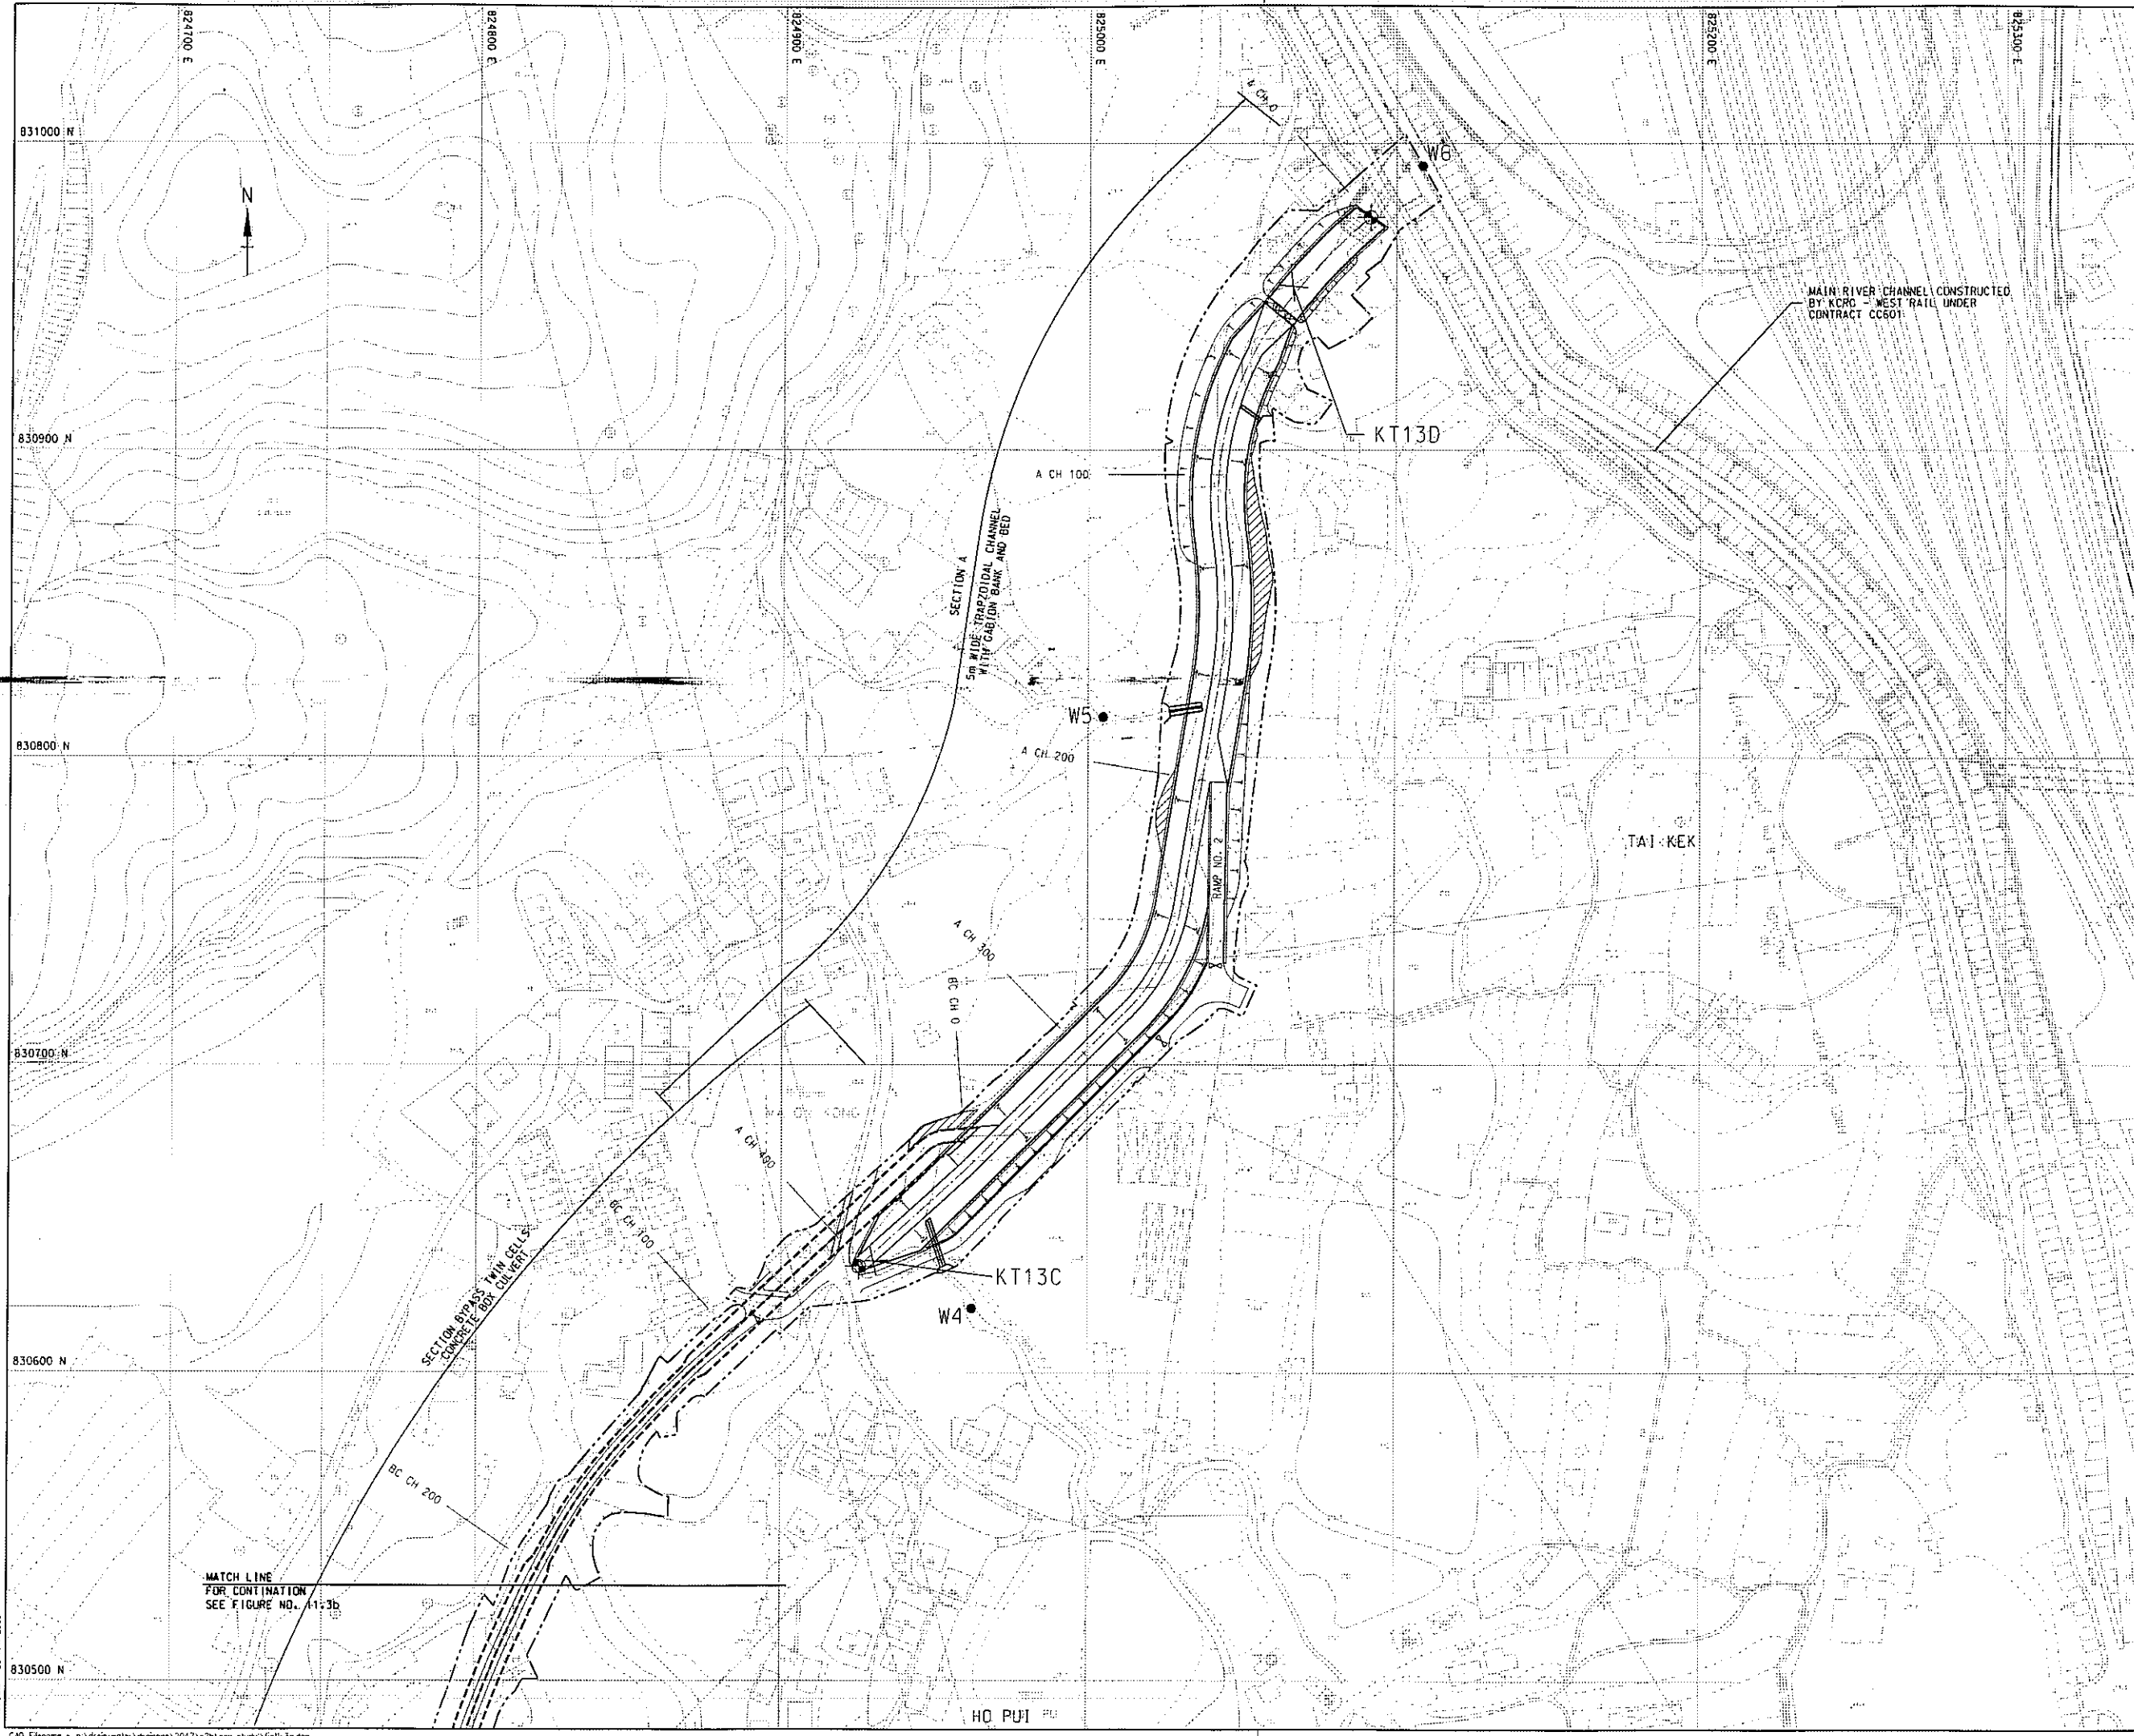 824700 E
824800 E
824900 E
825000 E
825200 E
825300 E
831000 N
N
A CH 0
W6
MAIN RIVER CHANNEL CONSTRUCTED
BY KCRC - WEST RAIL UNDER
CONTRACT CC601
830900 N
KT13D
A CH 100
SECTION A
5m WIDE TRAPZOIDAL CHANNEL
WITH GABION BANK AND BED
W5
830800 N
A CH 200
RAMP NO. 2
TAI KEK
A CH 300
BC CH 0
830700 N
A CH 400
BC CH 100
KT13C
W4
SECTION BYPASS TWIN CELLS
CONCRETE BOX CULVERT
830600 N
BC CH 200
MATCH LINE
FOR CONTINATION
SEE FIGURE NO. 11.3b
830500 N
HO PUI